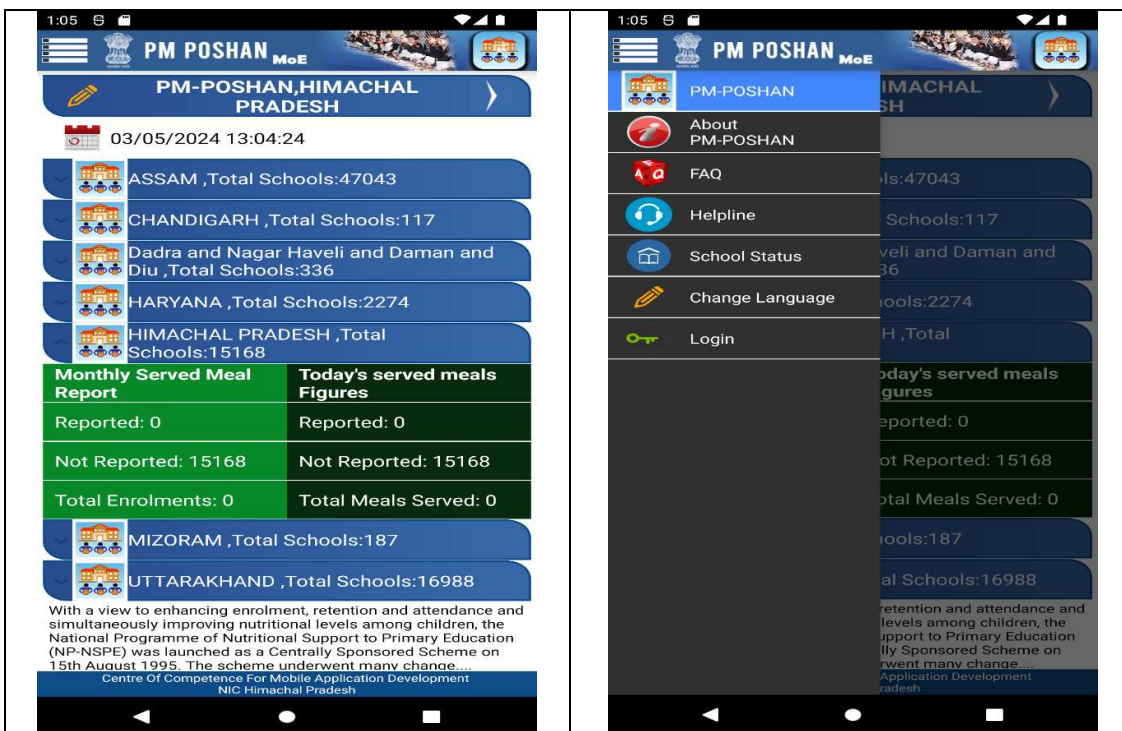 1:05
PM POSHAN MoE
PM-POSHAN,HIMACHAL
PRADESH
03/05/2024 13:04:24
ASSAM ,Total Schools:47043
CHANDIGARH ,Total Schools:117
Dadra and Nagar Haveli and Daman and
Diu ,Total Schools:336
HARYANA ,Total Schools:2274
HIMACHAL PRADESH ,Total
Schools:15168
Monthly Served Meal
Report
Today's served meals
Figures
Reported: 0
Reported: 0
Not Reported: 15168
Not Reported: 15168
Total Enrolments: 0
Total Meals Served: 0
MIZORAM ,Total Schools:187
UTTARAKHAND ,Total Schools:16988
With a view to enhancing enrolment, retention and attendance and
simultaneously improving nutritional levels among children, the
National Programme of Nutritional Support to Primary Education
(NP-NSPE) was launched as a Centrally Sponsored Scheme on
15th August 1995. The scheme underwent many change....
Centre Of Competence For Mobile Application Development
NIC Himachal Pradesh
1:05
PM POSHAN MoE
PM-POSHAN
About
PM-POSHAN
FAQ
Helpline
School Status
Change Language
Login
IMACHAL
SH
ls:47043
Schools:117
veli and Daman and
36
ools:2274
H ,Total
oday's served meals
gures
eported: 0
ot Reported: 15168
otal Meals Served: 0
ools:187
al Schools:16988
retention and attendance and
levels among children, the
upport to Primary Education
lly Sponsored Scheme on
rwent many change....
Application Development
radesh